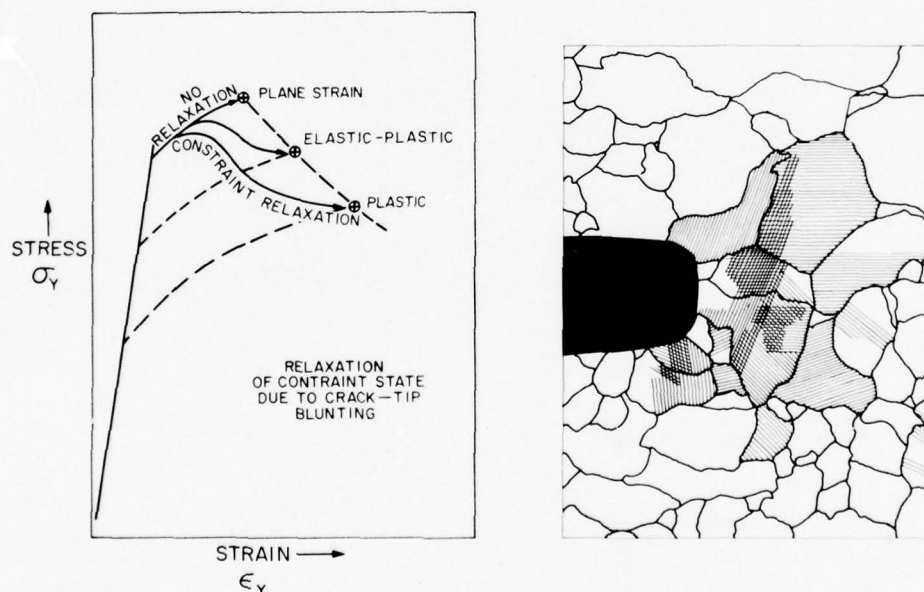 NO
RELAXATION
PLANE STRAIN
ELASTIC-PLASTIC
CONSTRAINT RELAXATION
PLASTIC
STRESS
σY
RELAXATION
OF CONTRAINT STATE
DUE TO CRACK-TIP
BLUNTING
STRAIN
ϵY